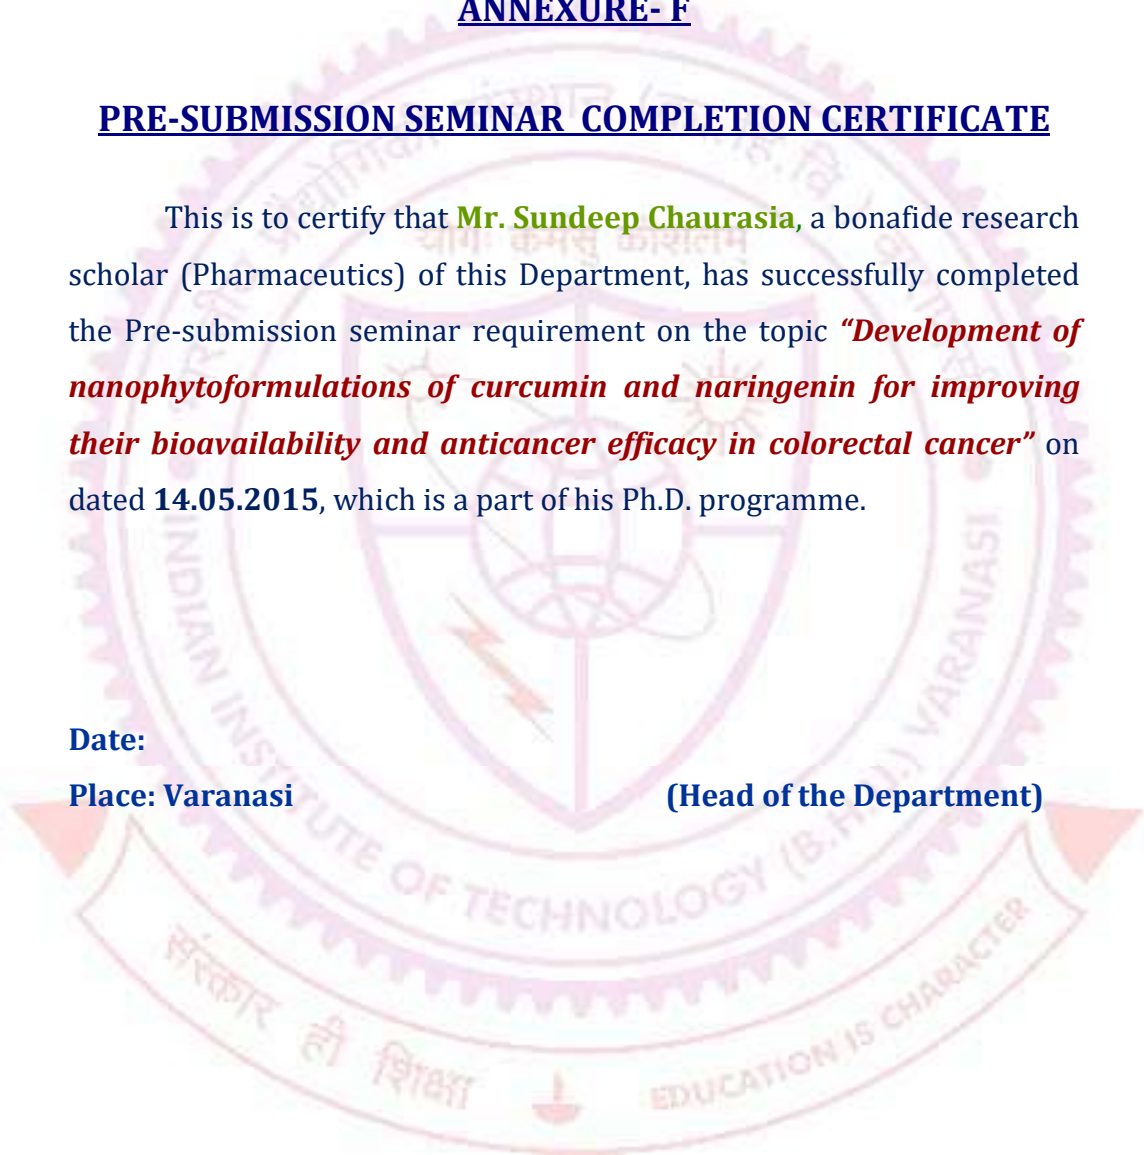 ANNEXURE- F
PRE-SUBMISSION SEMINAR COMPLETION CERTIFICATE
This is to certify that Mr. Sundeep Chaurasia, a bonafide research
scholar (Pharmaceutics) of this Department, has successfully completed
the Pre-submission seminar requirement on the topic “Development of
nanophytoformulations of curcumin and naringenin for improving
their bioavailability and anticancer efficacy in colorectal cancer” on
dated 14.05.2015, which is a part of his Ph.D. programme.
Date:
Place: Varanasi (Head of the Department)
INDIAN INSTITUTE OF TECHNOLOGY (B.H.U.) VARANASI
संस्कार ही शिक्षा
EDUCATION IS CHARACTER